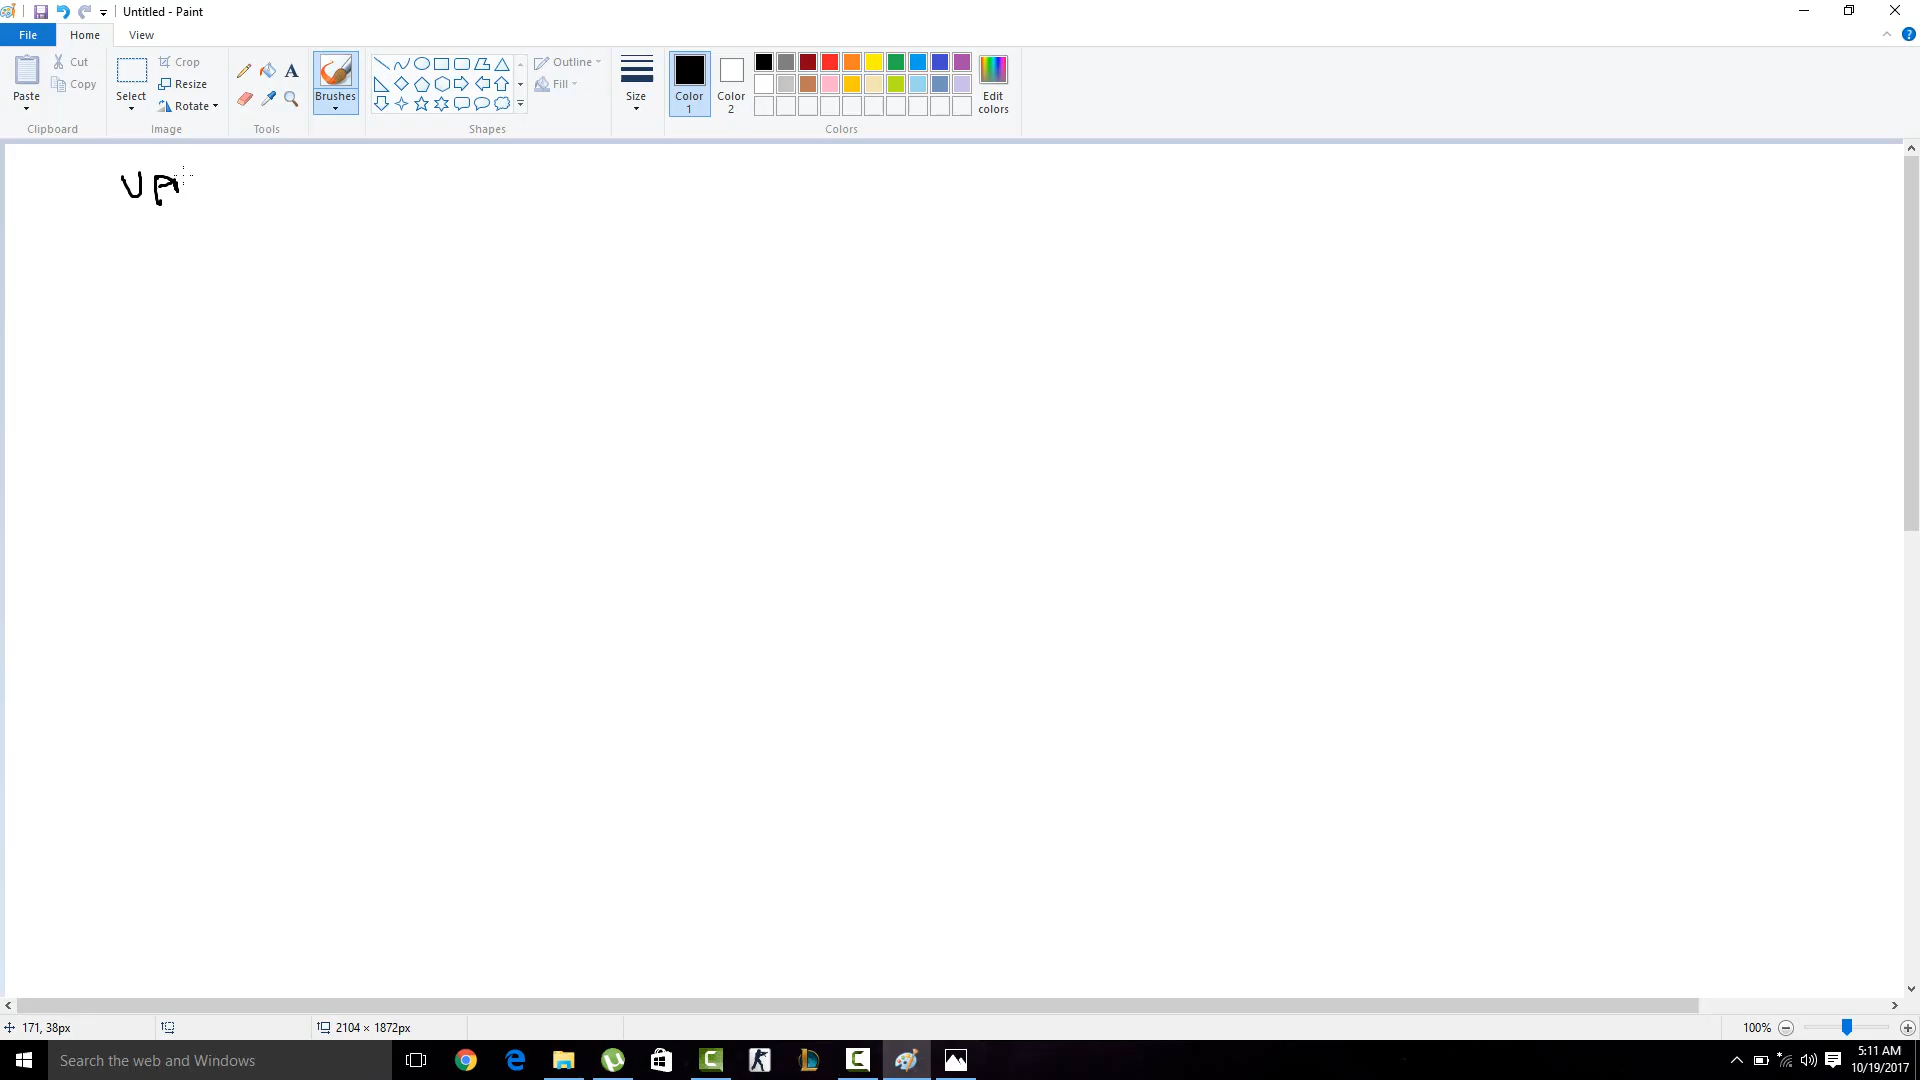 Untitled - Paint
File Home View
Paste Cut Copy Clipboard
Select Crop Resize Rotate Image
Tools
Brushes
Shapes Outline Fill
Size
Color 1 Color 2 Edit colors Colors
171, 38px 2104 × 1872px 100%
Search the web and Windows
5:11 AM
10/19/2017